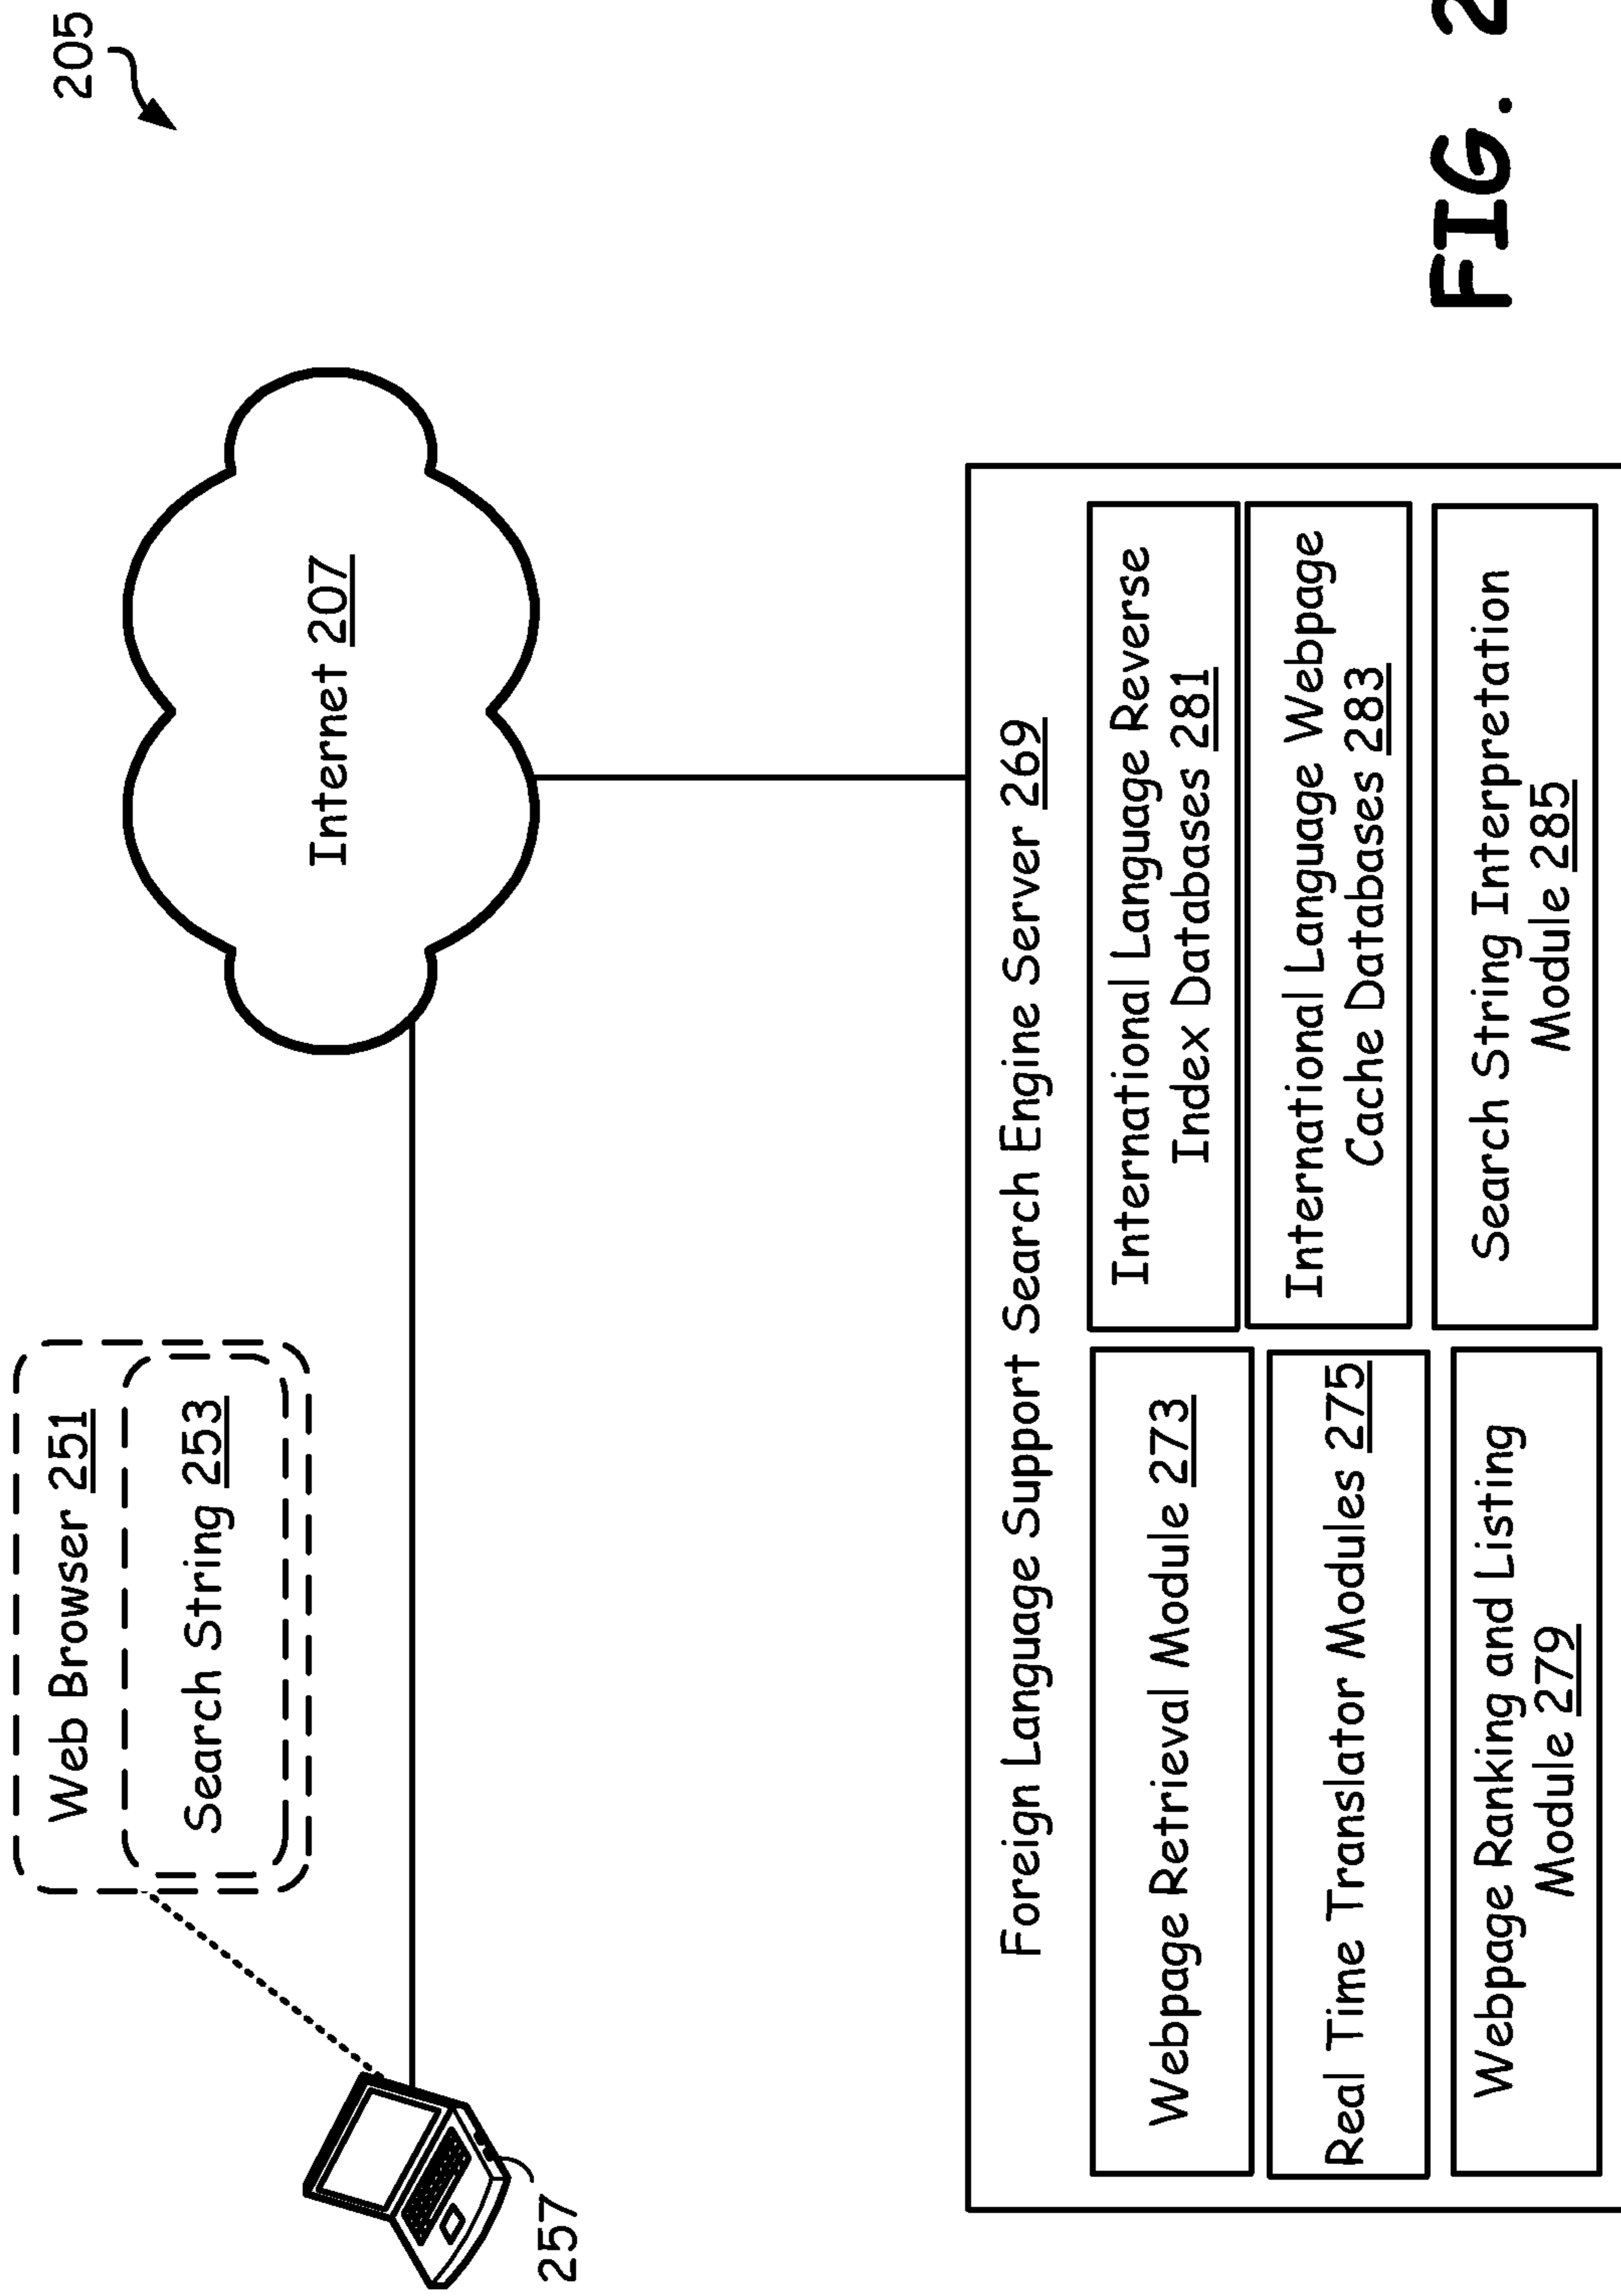 205
Web Browser 251
Search String 253
Internet 207
257
Foreign Language Support Search Engine Server 269
Webpage Retrieval Module 273
International Language Reverse
Index Databases 281
Real Time Translator Modules 275
International Language Webpage
Cache Databases 283
Webpage Ranking and Listing
Module 279
Search String Interpretation
Module 285
FIG. 2